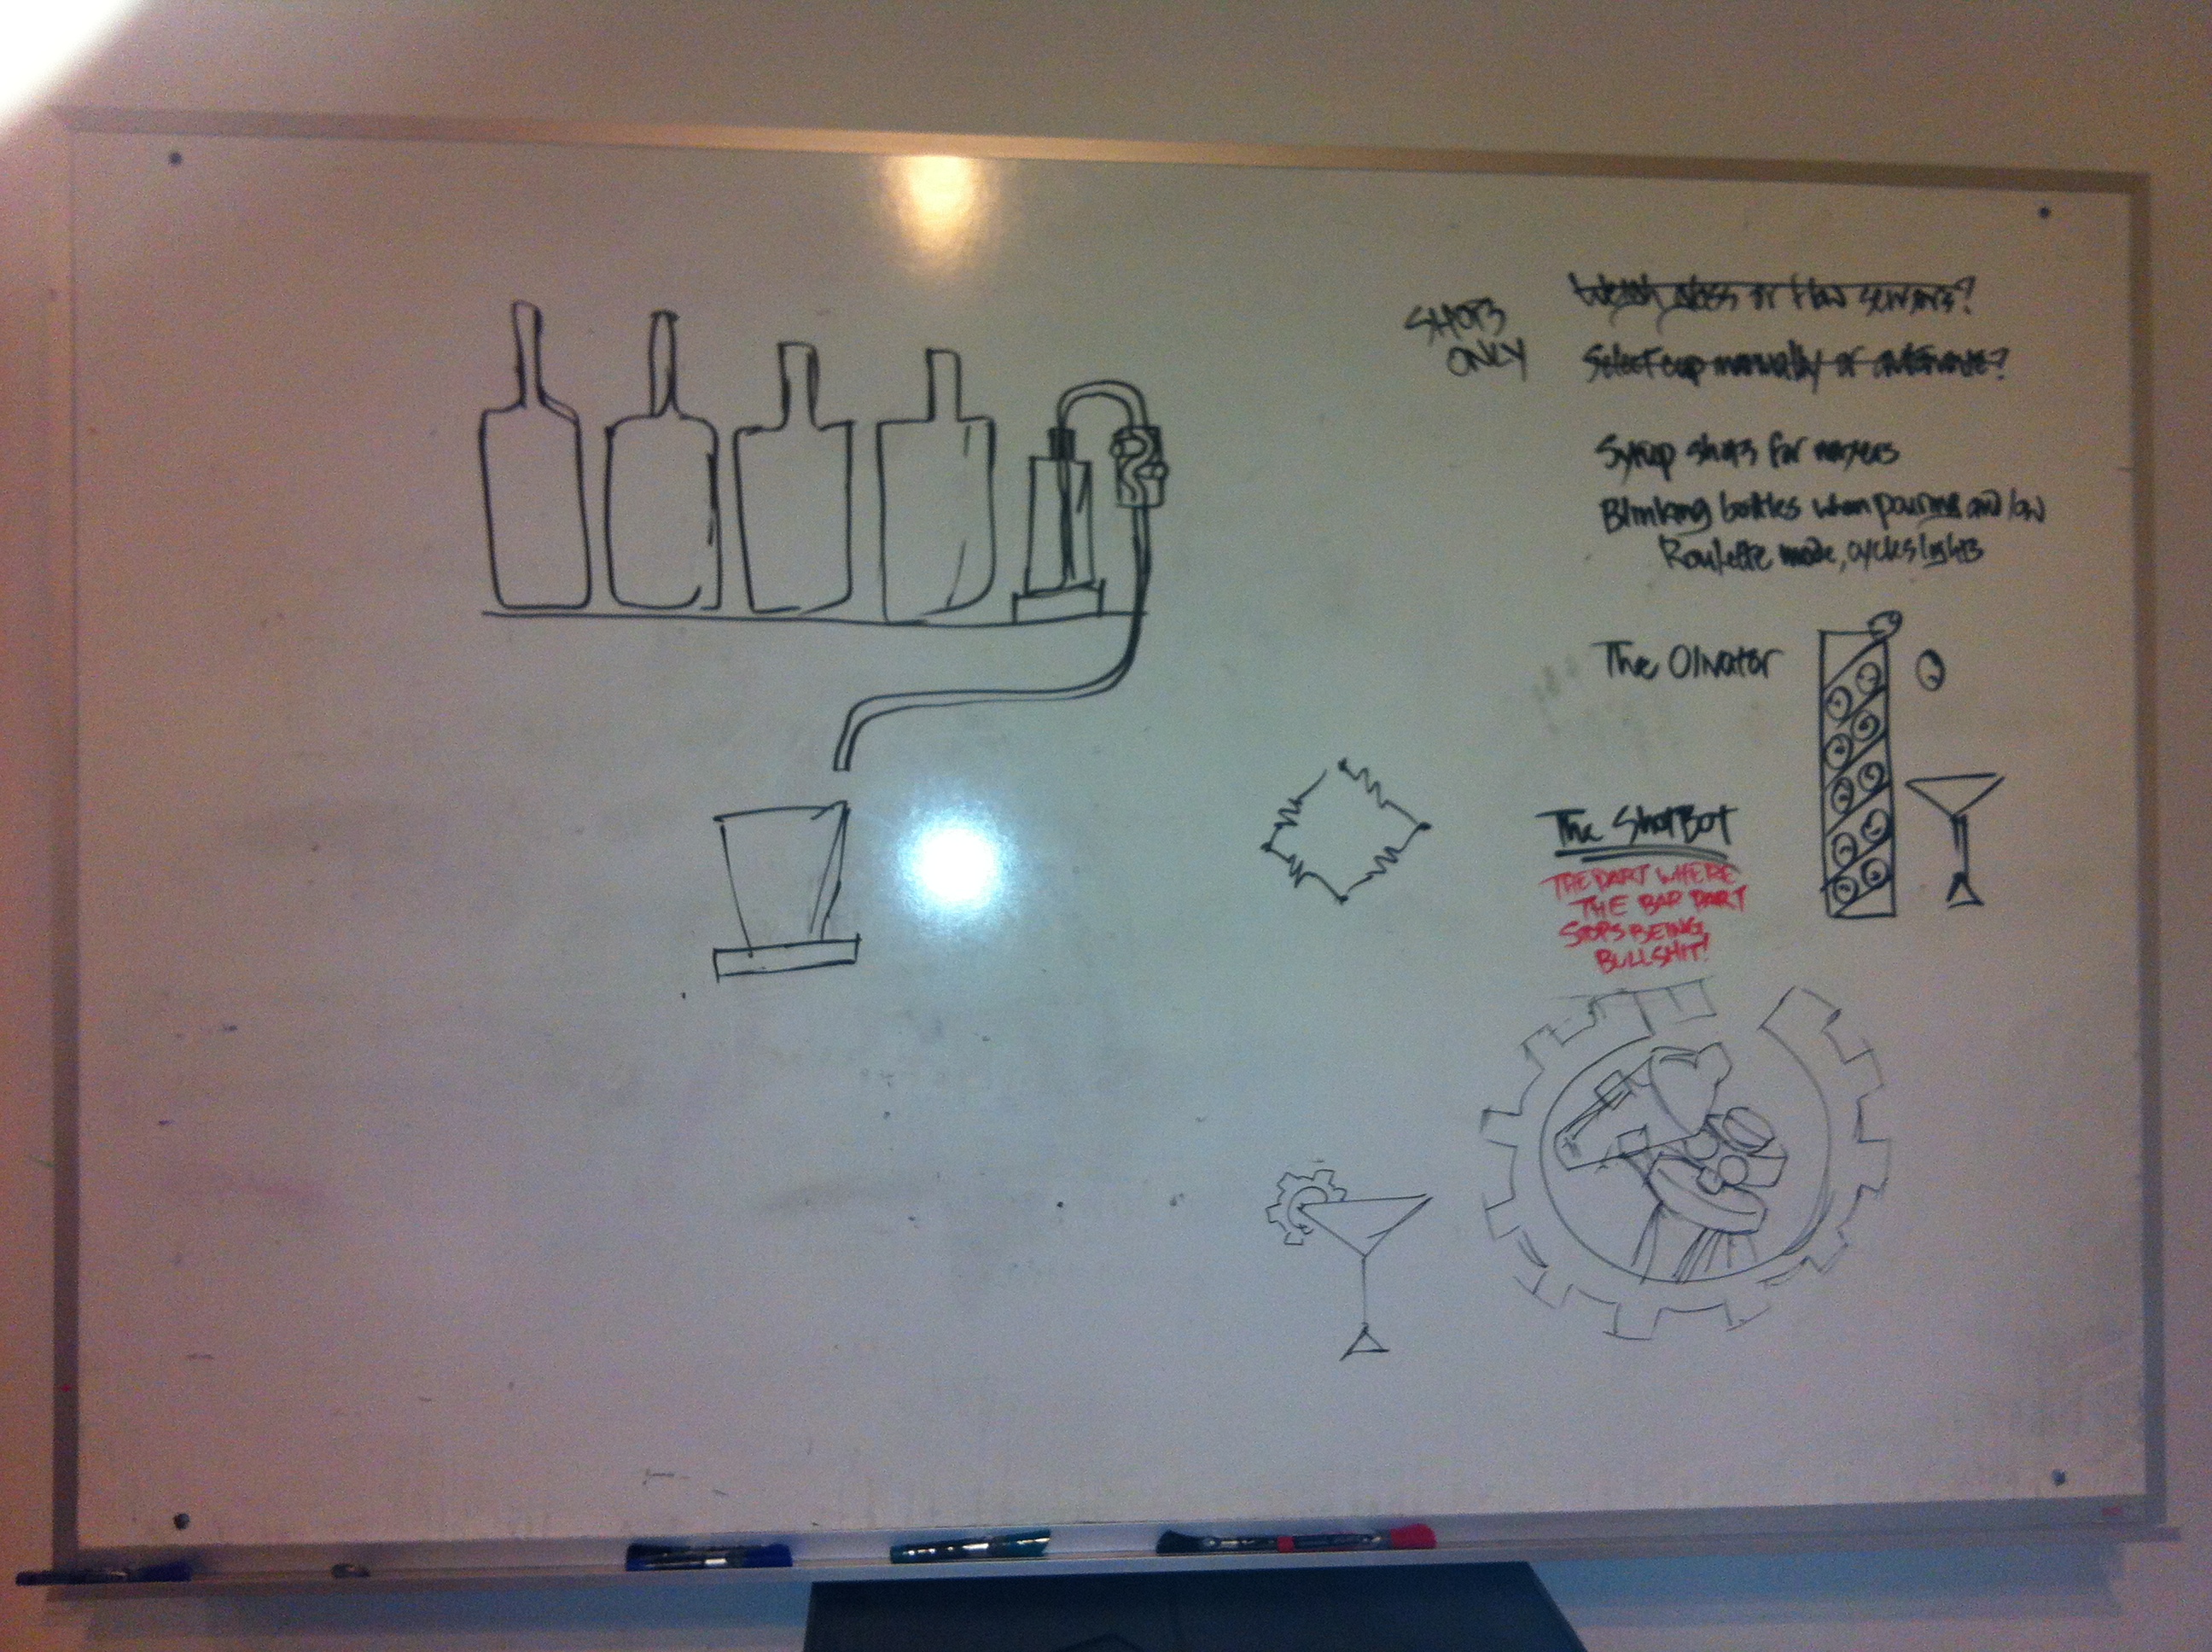 SHOTS
ONLY
Weigh glass or flow sensors?
Select cup manually or automate?
Syrup shots for mixers
Blinking bottles when pouring and low
Roulette mode, cycles lights
The Olivator
The ShotBot
THE PART WHERE
THE BAR PART
STOPS BEING
BULLSHIT!